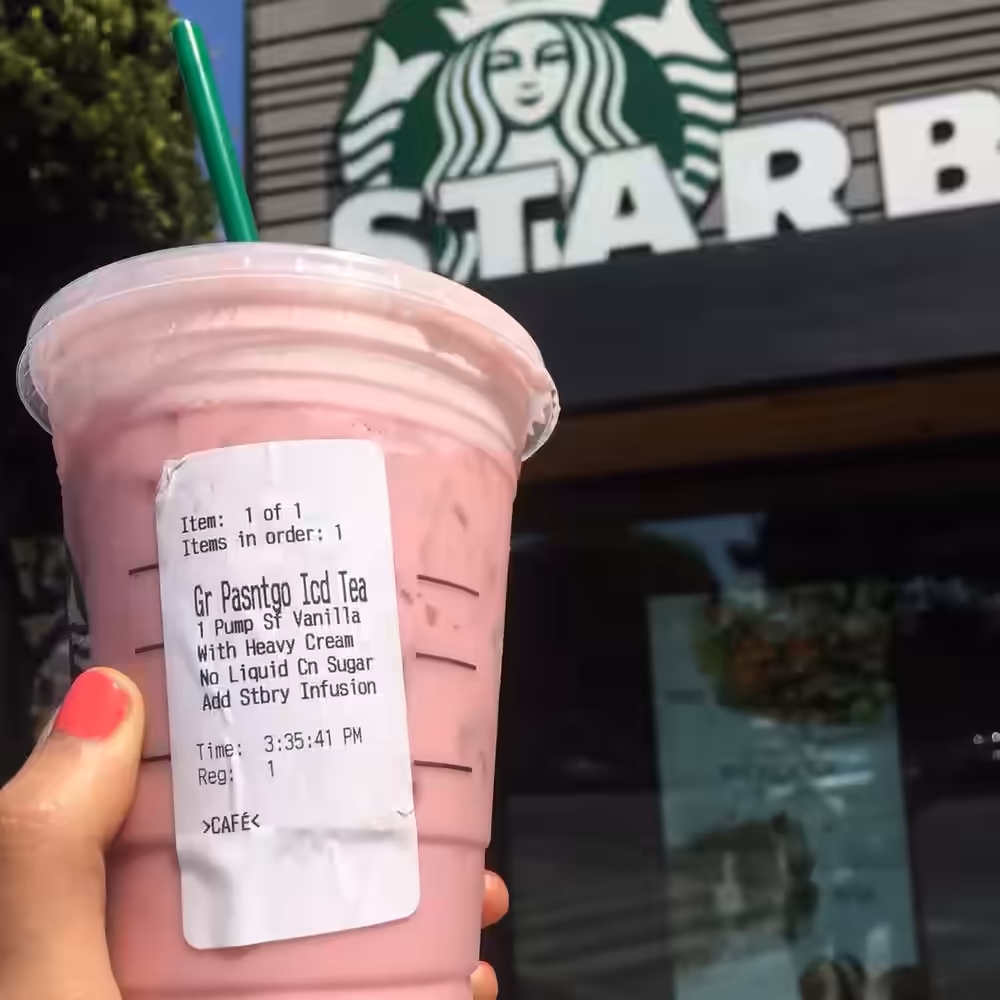 STARB
Item: 1 of 1
Items in order: 1
Gr Pasntgo Icd Tea
1 Pump Sf Vanilla
With Heavy Cream
No Liquid Cn Sugar
Add Stbry Infusion
Time: 3:35:41 PM
Reg: 1
>CAFÉ<